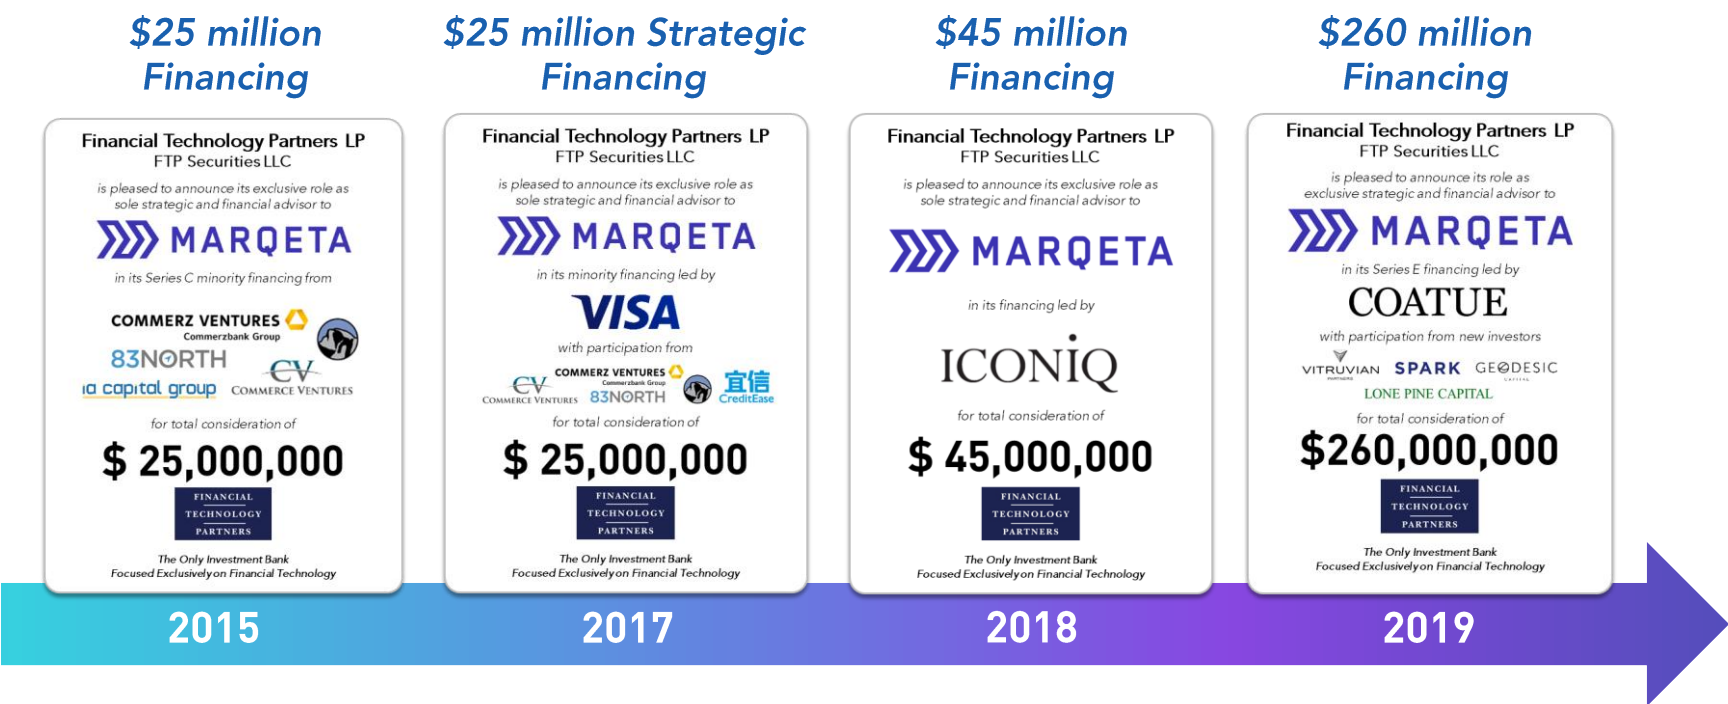 $25 million
Financing
Financial Technology Partners LP
FTP Securities LLC
is pleased to announce its exclusive role as
sole strategic and financial advisor to
MARQETA
in its Series C minority financing from
COMMERZ VENTURES
Commerzbank Group
83NORTH
CV
ia capital group
COMMERCE VENTURES
for total consideration of
$ 25,000,000
FINANCIAL
TECHNOLOGY
PARTNERS
The Only Investment Bank
Focused Exclusively on Financial Technology
2015
$25 million Strategic
Financing
Financial Technology Partners LP
FTP Securities LLC
is pleased to announce its exclusive role as
sole strategic and financial advisor to
MARQETA
in its minority financing led by
VISA
with participation from
CV
COMMERCE VENTURES
COMMERZ VENTURES
Commerzbank Group
83NORTH
宜信
CreditEase
for total consideration of
$ 25,000,000
FINANCIAL
TECHNOLOGY
PARTNERS
The Only Investment Bank
Focused Exclusively on Financial Technology
2017
$45 million
Financing
Financial Technology Partners LP
FTP Securities LLC
is pleased to announce its exclusive role as
sole strategic and financial advisor to
MARQETA
in its financing led by
ICONIQ
for total consideration of
$ 45,000,000
FINANCIAL
TECHNOLOGY
PARTNERS
The Only Investment Bank
Focused Exclusively on Financial Technology
2018
$260 million
Financing
Financial Technology Partners LP
FTP Securities LLC
is pleased to announce its role as
exclusive strategic and financial advisor to
MARQETA
in its Series E financing led by
COATUE
with participation from new investors
VITRUVIAN
PARTNERS
SPARK
GEODESIC
CAPITAL
LONE PINE CAPITAL
for total consideration of
$260,000,000
FINANCIAL
TECHNOLOGY
PARTNERS
The Only Investment Bank
Focused Exclusively on Financial Technology
2019